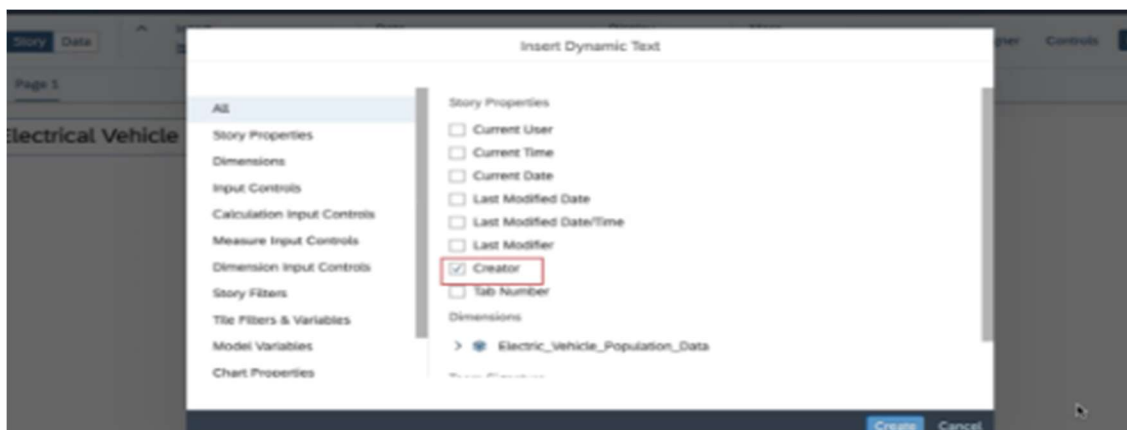 Story Data
Page 1
Electrical Vehicle
Controls
Insert Dynamic Text
All
Story Properties
Dimensions
Input Controls
Calculation Input Controls
Measure Input Controls
Dimension Input Controls
Story Filters
Tile Filters & Variables
Model Variables
Chart Properties
Story Properties
Current User
Current Time
Current Date
Last Modified Date
Last Modified Date/Time
Last Modifier
Creator
Tab Number
Dimensions
Electric_Vehicle_Population_Data
Create Cancel